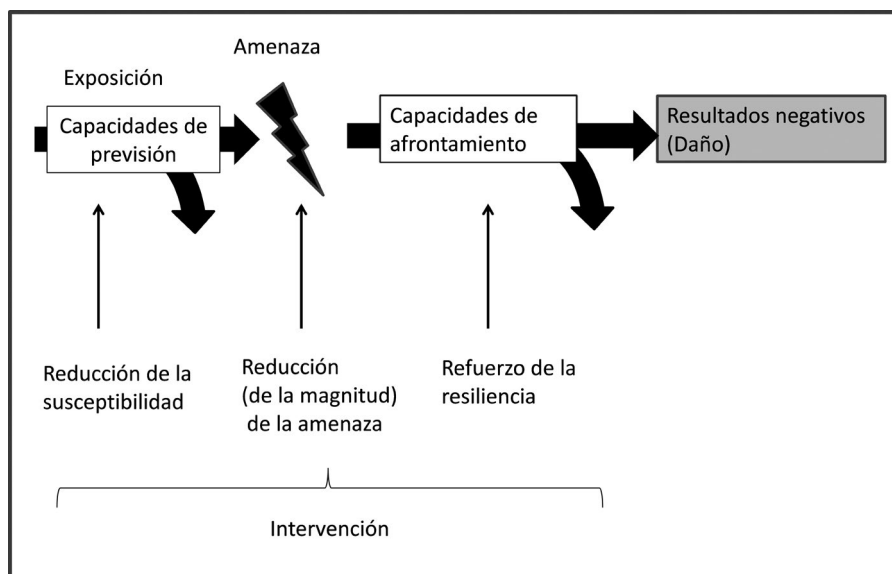 Amenaza
Exposición
Capacidades de
previsión
Capacidades de
afrontamiento
Resultados negativos
(Daño)
Reducción de la
susceptibilidad
Reducción
(de la magnitud)
de la amenaza
Refuerzo de la
resiliencia
Intervención